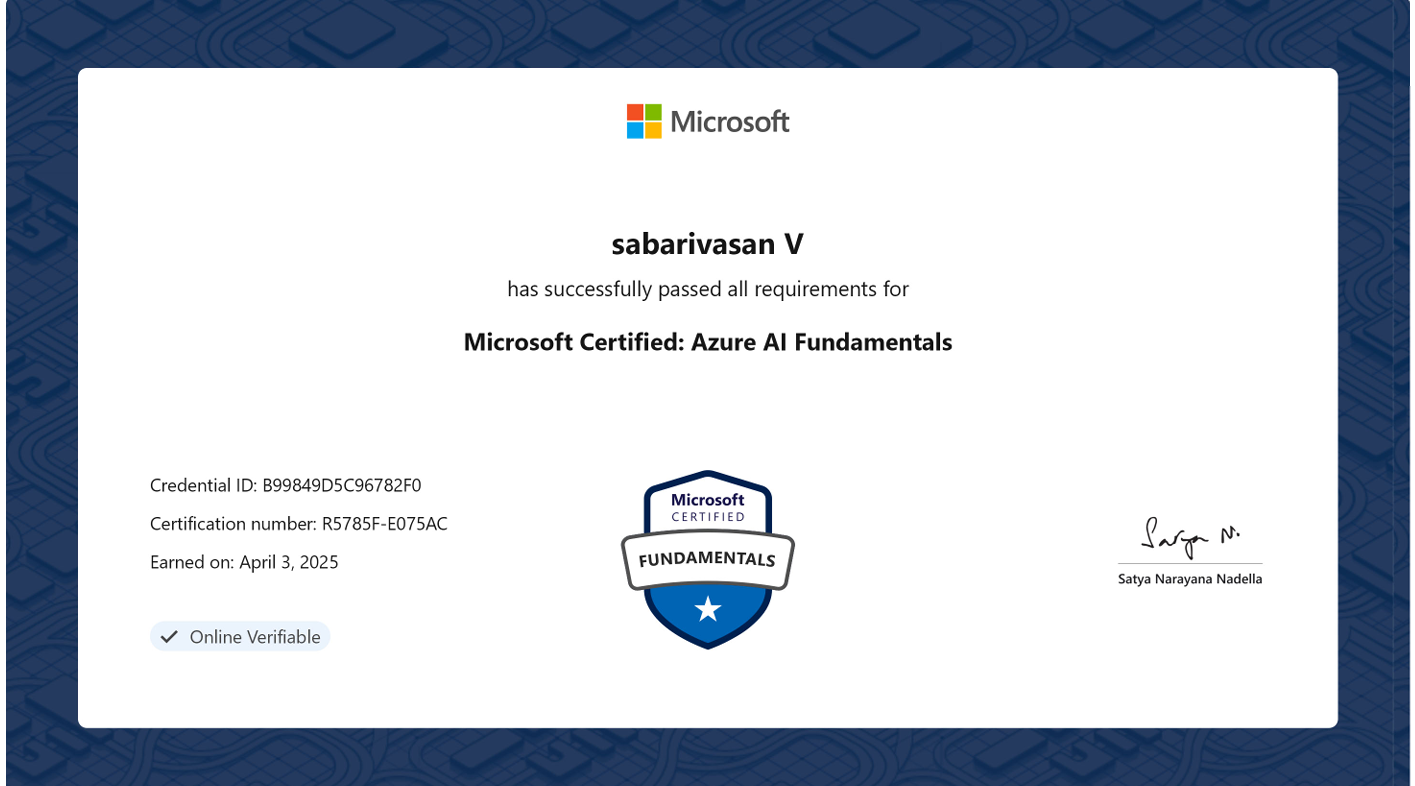 Microsoft
sabarivasan V
has successfully passed all requirements for
Microsoft Certified: Azure AI Fundamentals
Credential ID: B99849D5C96782F0
Certification number: R5785F-E075AC
Earned on: April 3, 2025
Online Verifiable
Microsoft
CERTIFIED
FUNDAMENTALS
Satya N.
Satya Narayana Nadella